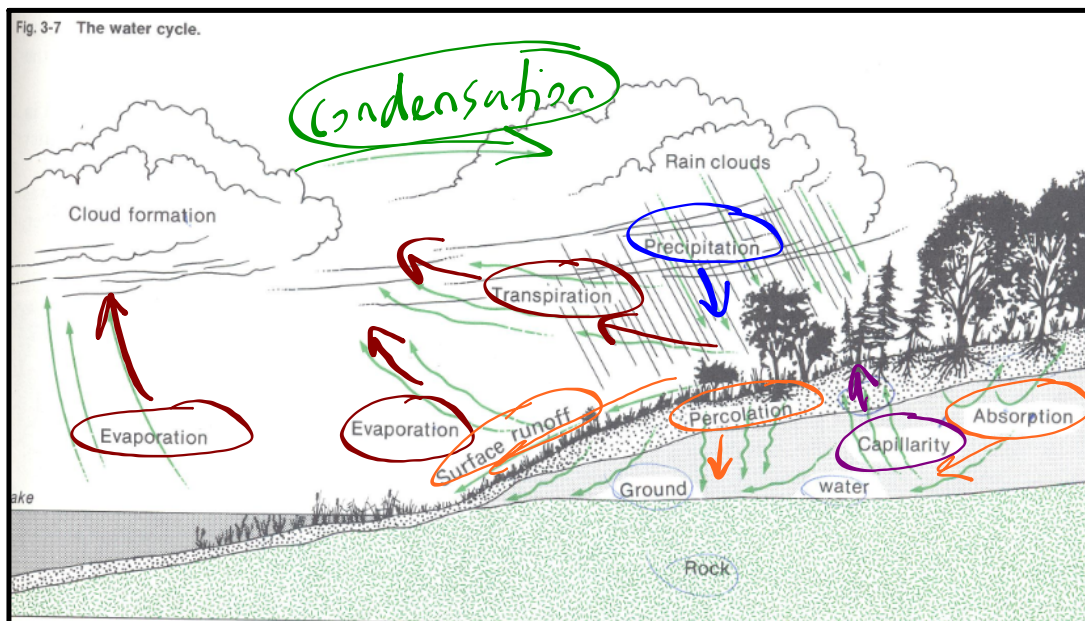 Fig. 3-7 The water cycle.
Condensation
Rain clouds
Cloud formation
Precipitation
Transpiration
Evaporation
Evaporation
Surface runoff
Percolation
Capillarity
Absorption
ake
Ground water
Rock